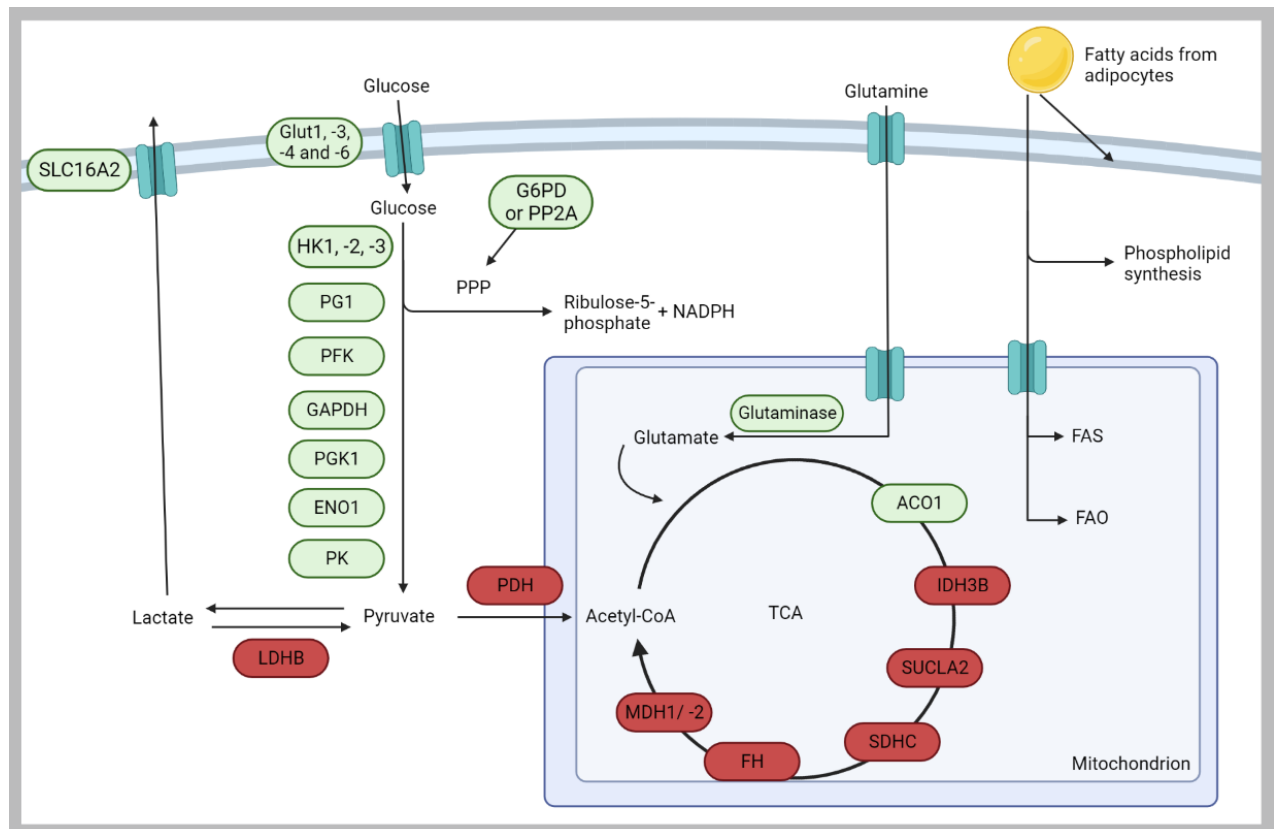 Fatty acids from
adipocytes
Glucose
Glutamine
Glut1, -3,
-4 and -6
SLC16A2
G6PD
or PP2A
Glucose
HK1, -2, -3
PPP
Phospholipid
synthesis
PG1
Ribulose-5-
phosphate
+ NADPH
PFK
GAPDH
Glutaminase
Glutamate
FAS
PGK1
ENO1
ACO1
FAO
PK
PDH
IDH3B
Lactate
Pyruvate
Acetyl-CoA
TCA
LDHB
SUCLA2
MDH1/ -2
SDHC
FH
Mitochondrion